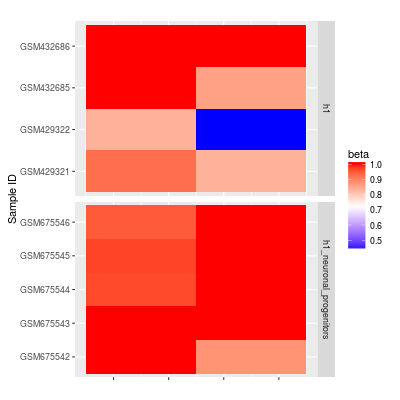 Sample ID
GSM432686
GSM432685
GSM429322
GSM429321
h1
GSM675546
GSM675545
GSM675544
GSM675543
GSM675542
h1_neuronal_progenitors
beta
1.0
0.9
0.8
0.7
0.6
0.5